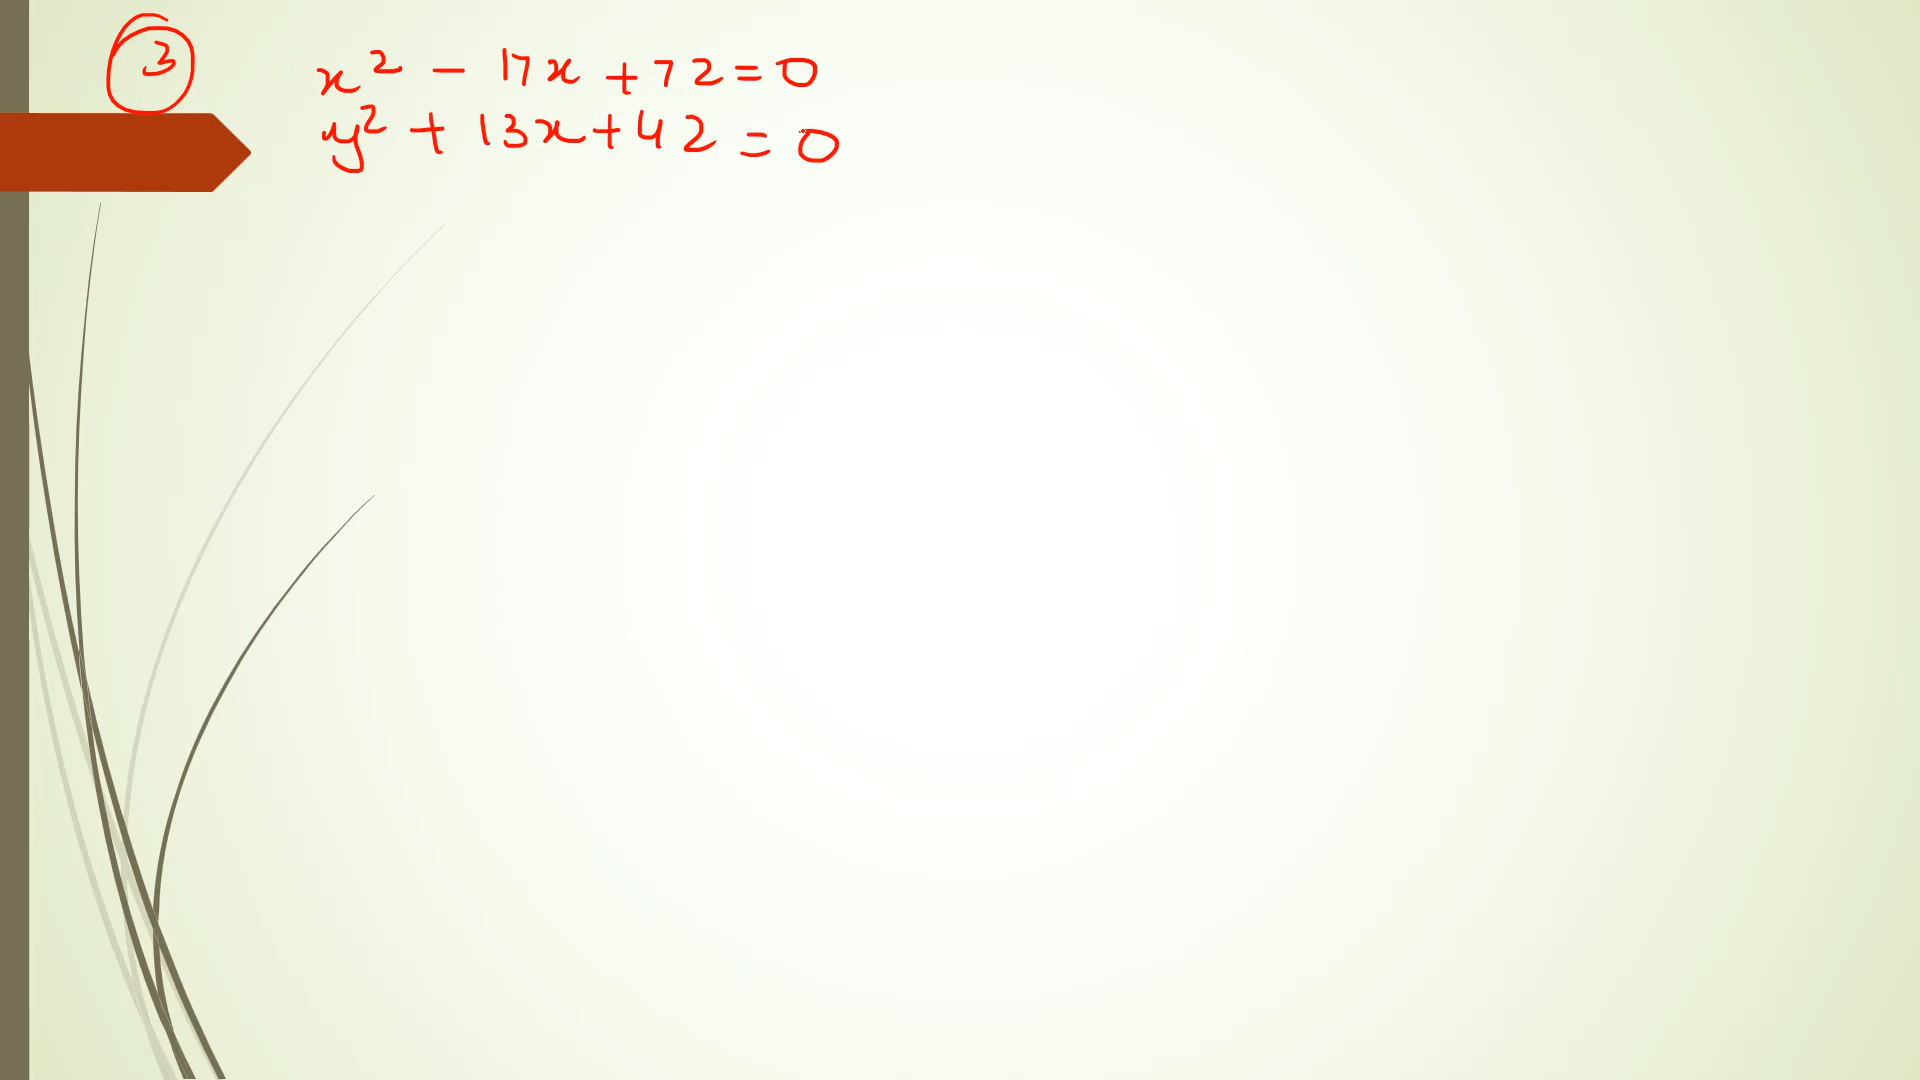 3
x² - 17x + 72 = 0
y² + 13x + 42 = 0